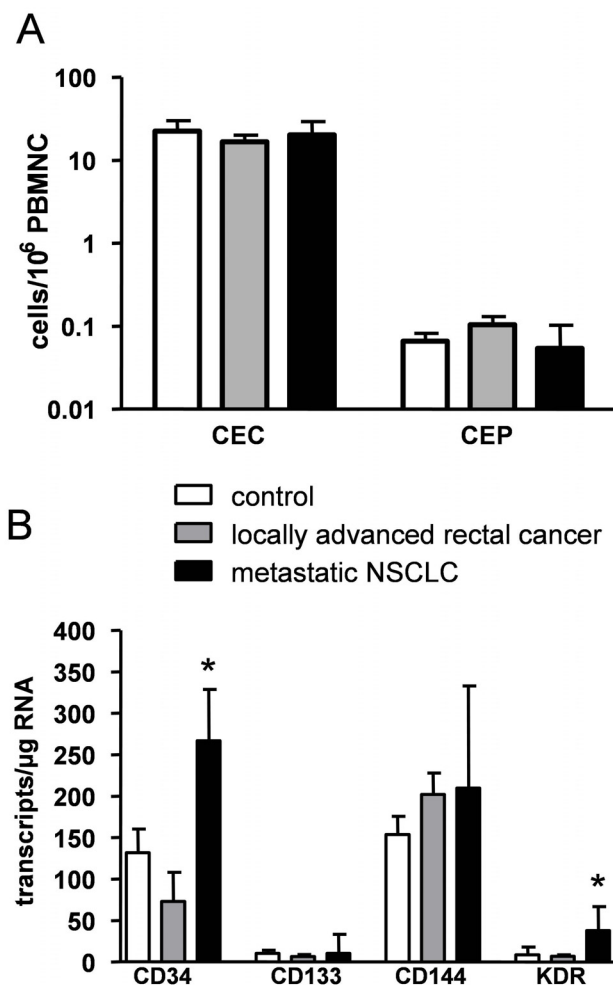 A
cells/10⁶ PBMNC
100
10
1
0.1
0.01
CEC CEP
control
locally advanced rectal cancer
metastatic NSCLC
B
transcripts/µg RNA
400
350
300
250
200
150
100
50
0
*
*
CD34 CD133 CD144 KDR